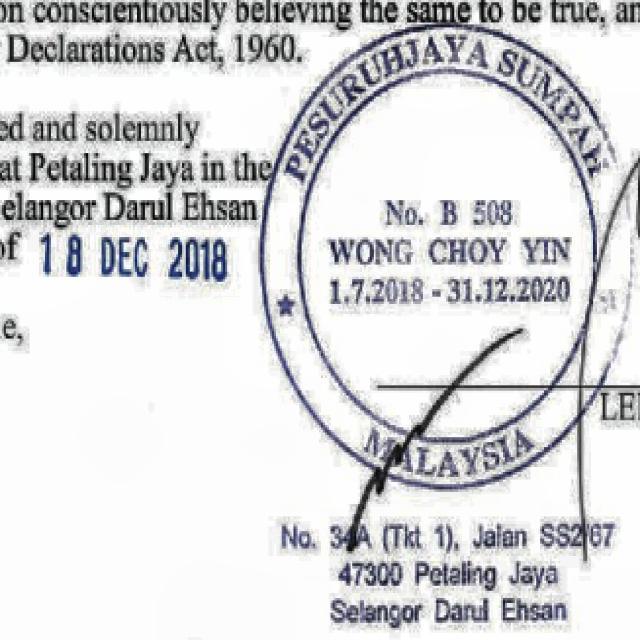 on conscientiously believing the same to be true, an
Declarations Act, 1960.
ed and solemnly
at Petaling Jaya in the
elangor Darul Ehsan
of 18 DEC 2018
e,
PESURUHJAYA SUMPAH
No. B 508
WONG CHOY YIN
1.7.2018 - 31.12.2020
MALAYSIA
LE
No. 34A (Tkt 1), Jalan SS2/67
47300 Petaling Jaya
Selangor Darul Ehsan